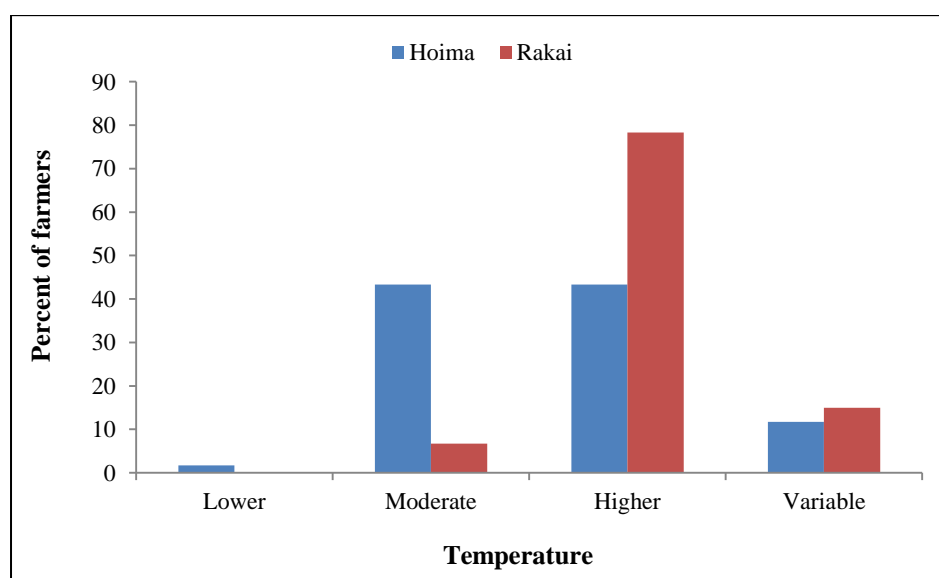 Hoima Rakai
90
80
70
60
50
40
30
20
10
0
Percent of farmers
Lower Moderate Higher Variable
Temperature